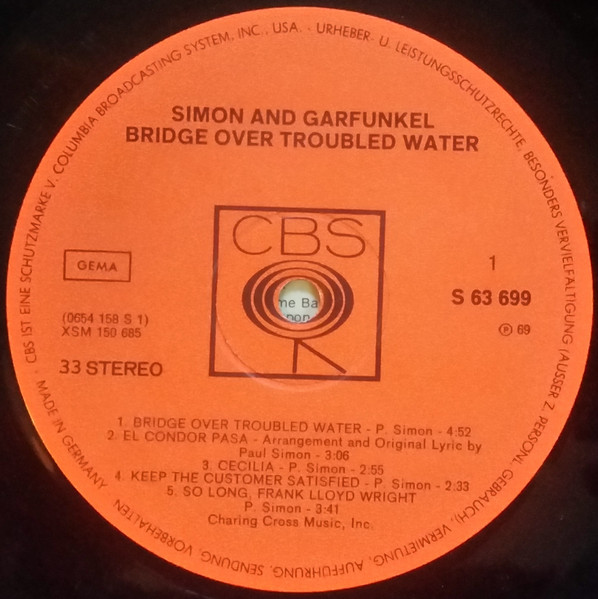 CBS IST EINE SCHUTZMARKE V. COLUMBIA BROADCASTING SYSTEM, INC., USA. - URHEBER- U. LEISTUNGSSCHUTZRECHTE, BESONDERS VERVIELFÄLTIGUNG (AUSSER Z. PERSÖNL. GEBRAUCH), VERMIETUNG, AUFFÜHRUNG, SENDUNG, VORBEHALTEN
MADE IN GERMANY
SIMON AND GARFUNKEL
BRIDGE OVER TROUBLED WATER
CBS
GEMA
1
(0654 158 S 1)
XSM 150 685
S 63 699
℗ 69
33 STEREO
me Ba
1. BRIDGE OVER TROUBLED WATER - P. Simon - 4:52
2. EL CONDOR PASA - Arrangement and Original Lyric by
Paul Simon - 3:06
3. CECILIA - P. Simon - 2:55
4. KEEP THE CUSTOMER SATISFIED - P. Simon - 2:33
5. SO LONG, FRANK LLOYD WRIGHT
P. Simon - 3:41
Charing Cross Music, Inc.